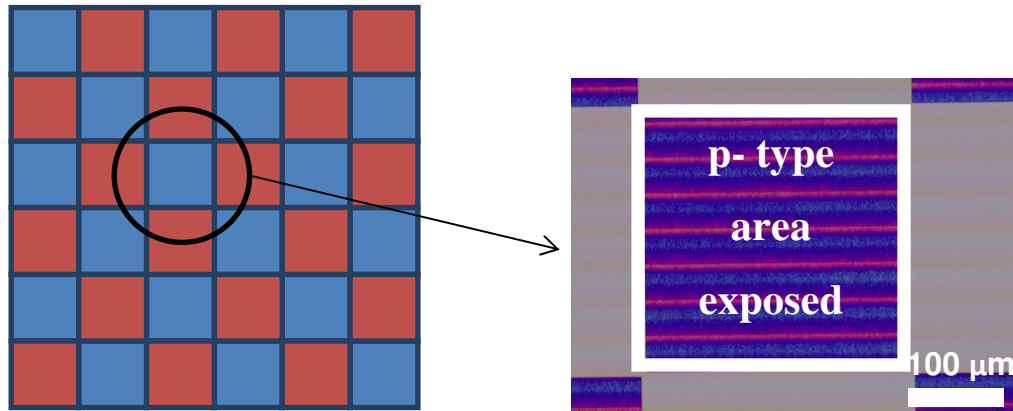 p- type
area
exposed
100 μm